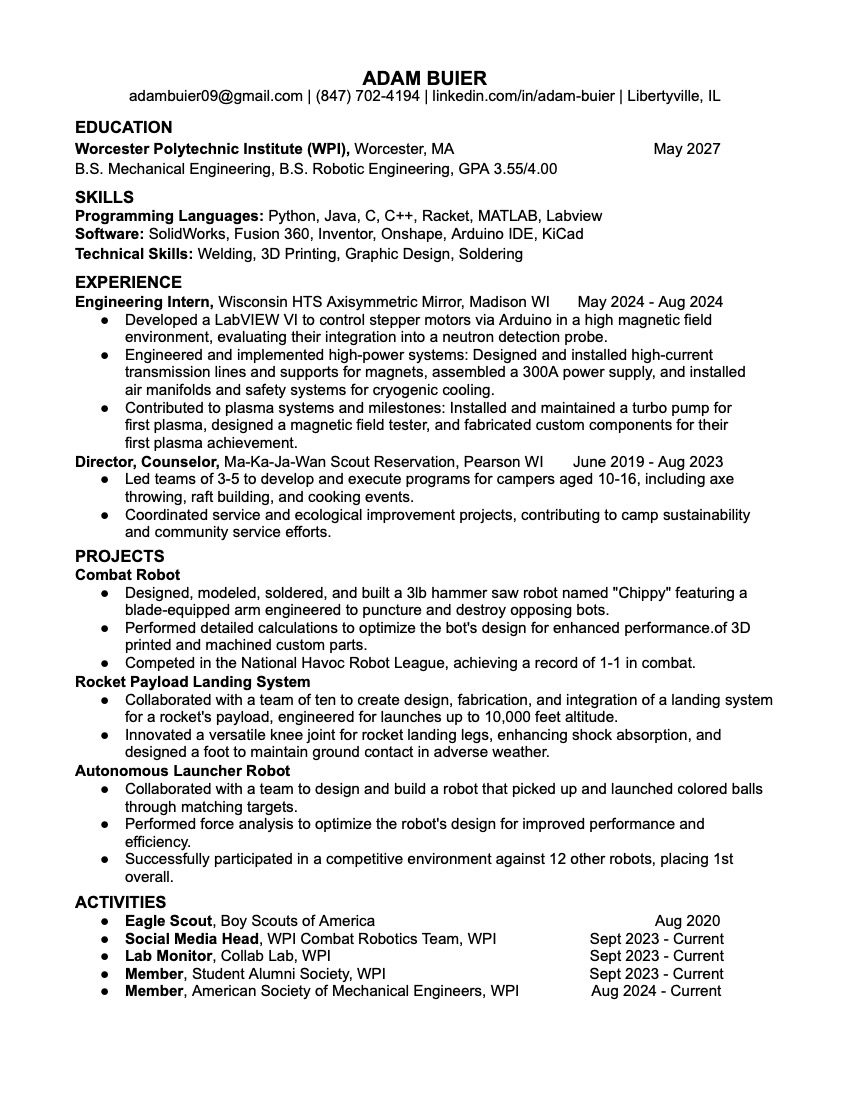 ADAM BUIER
adambuier09@gmail.com | (847) 702-4194 | linkedin.com/in/adam-buier | Libertyville, IL
EDUCATION
Worcester Polytechnic Institute (WPI), Worcester, MA May 2027
B.S. Mechanical Engineering, B.S. Robotic Engineering, GPA 3.55/4.00
SKILLS
Programming Languages: Python, Java, C, C++, Racket, MATLAB, Labview
Software: SolidWorks, Fusion 360, Inventor, Onshape, Arduino IDE, KiCad
Technical Skills: Welding, 3D Printing, Graphic Design, Soldering
EXPERIENCE
Engineering Intern, Wisconsin HTS Axisymmetric Mirror, Madison WI May 2024 - Aug 2024
● Developed a LabVIEW VI to control stepper motors via Arduino in a high magnetic field
environment, evaluating their integration into a neutron detection probe.
● Engineered and implemented high-power systems: Designed and installed high-current
transmission lines and supports for magnets, assembled a 300A power supply, and installed
air manifolds and safety systems for cryogenic cooling.
● Contributed to plasma systems and milestones: Installed and maintained a turbo pump for
first plasma, designed a magnetic field tester, and fabricated custom components for their
first plasma achievement.
Director, Counselor, Ma-Ka-Ja-Wan Scout Reservation, Pearson WI June 2019 - Aug 2023
● Led teams of 3-5 to develop and execute programs for campers aged 10-16, including axe
throwing, raft building, and cooking events.
● Coordinated service and ecological improvement projects, contributing to camp sustainability
and community service efforts.
PROJECTS
Combat Robot
● Designed, modeled, soldered, and built a 3lb hammer saw robot named "Chippy" featuring a
blade-equipped arm engineered to puncture and destroy opposing bots.
● Performed detailed calculations to optimize the bot's design for enhanced performance.of 3D
printed and machined custom parts.
● Competed in the National Havoc Robot League, achieving a record of 1-1 in combat.
Rocket Payload Landing System
● Collaborated with a team of ten to create design, fabrication, and integration of a landing system
for a rocket's payload, engineered for launches up to 10,000 feet altitude.
● Innovated a versatile knee joint for rocket landing legs, enhancing shock absorption, and
designed a foot to maintain ground contact in adverse weather.
Autonomous Launcher Robot
● Collaborated with a team to design and build a robot that picked up and launched colored balls
through matching targets.
● Performed force analysis to optimize the robot's design for improved performance and
efficiency.
● Successfully participated in a competitive environment against 12 other robots, placing 1st
overall.
ACTIVITIES
● Eagle Scout, Boy Scouts of America Aug 2020
● Social Media Head, WPI Combat Robotics Team, WPI Sept 2023 - Current
● Lab Monitor, Collab Lab, WPI Sept 2023 - Current
● Member, Student Alumni Society, WPI Sept 2023 - Current
● Member, American Society of Mechanical Engineers, WPI Aug 2024 - Current